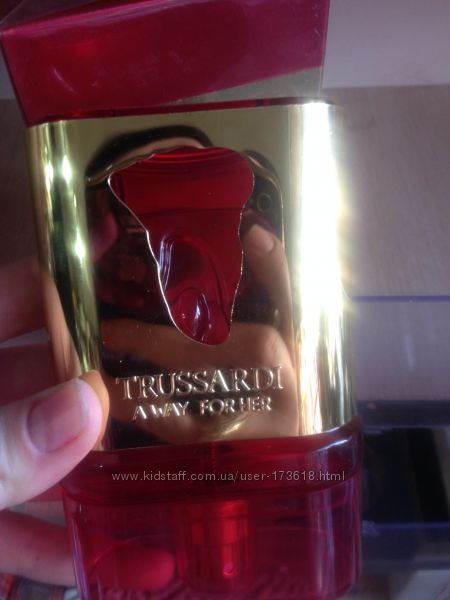 TRUSSARDI
A WAY FOR HER
www.kidstaff.com.ua/user-173618.html